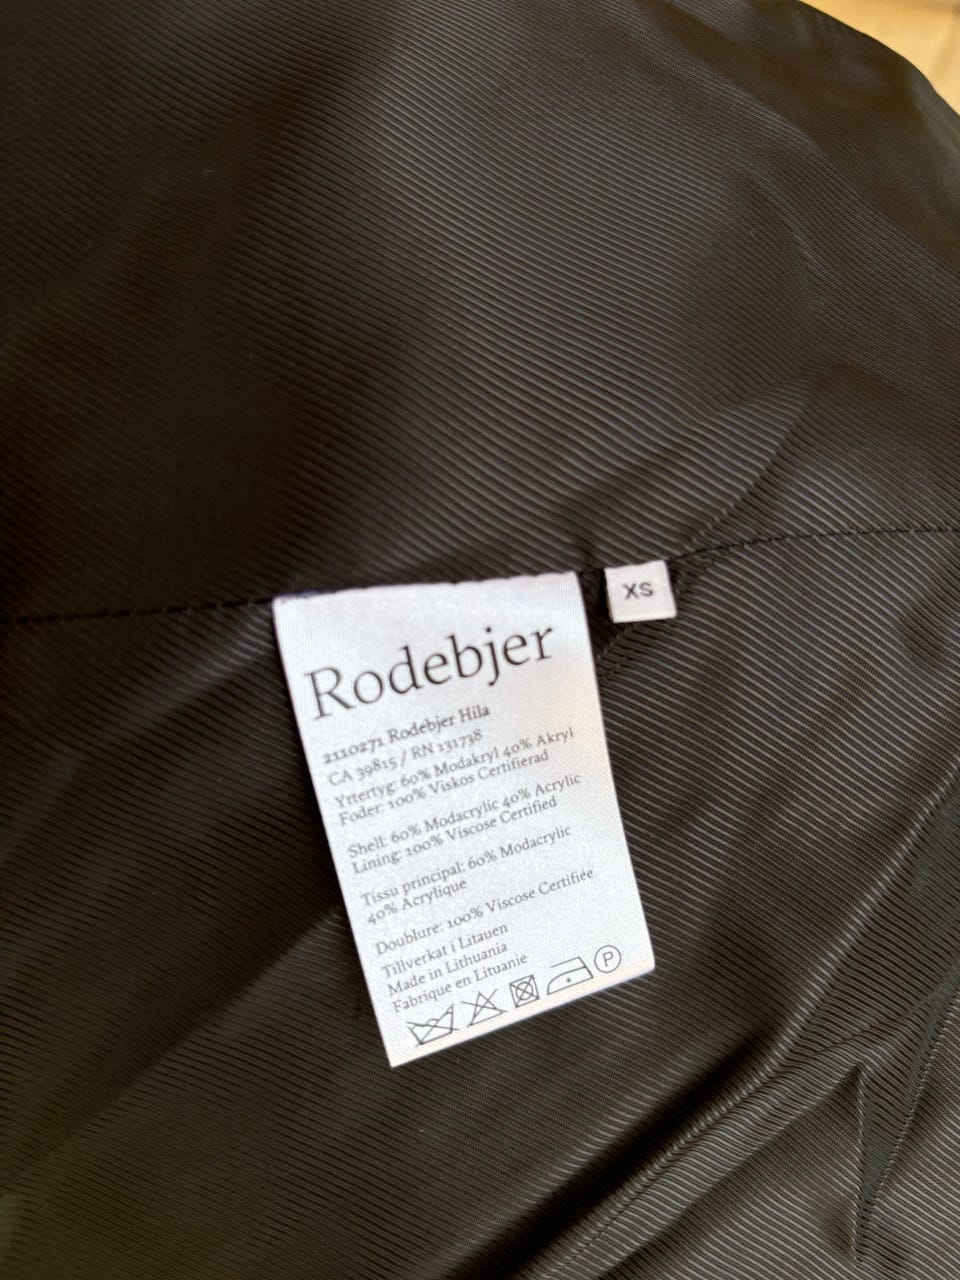 XS
Rodebjer
2110271 Rodebjer Hila
CA 39815 / RN 131738
Yttertyg: 60% Modakryl 40% Akryl
Foder: 100% Viskos Certifierad
Shell: 60% Modacrylic 40% Acrylic
Lining: 100% Viscose Certified
Tissu principal: 60% Modacrylic
40% Acrylique
Doublure: 100% Viscose Certifiée
Tillverkat i Litauen
Made in Lithuania
Fabrique en Lituanie
P